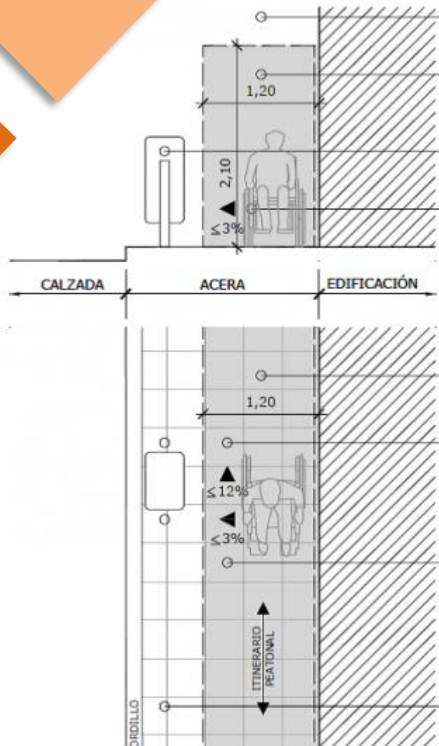 1,20
2,10
≤3%
CALZADA
ACERA
EDIFICACIÓN
1,20
≤12%
≤3%
ITINERARIO
PEATONAL
ORDILLO